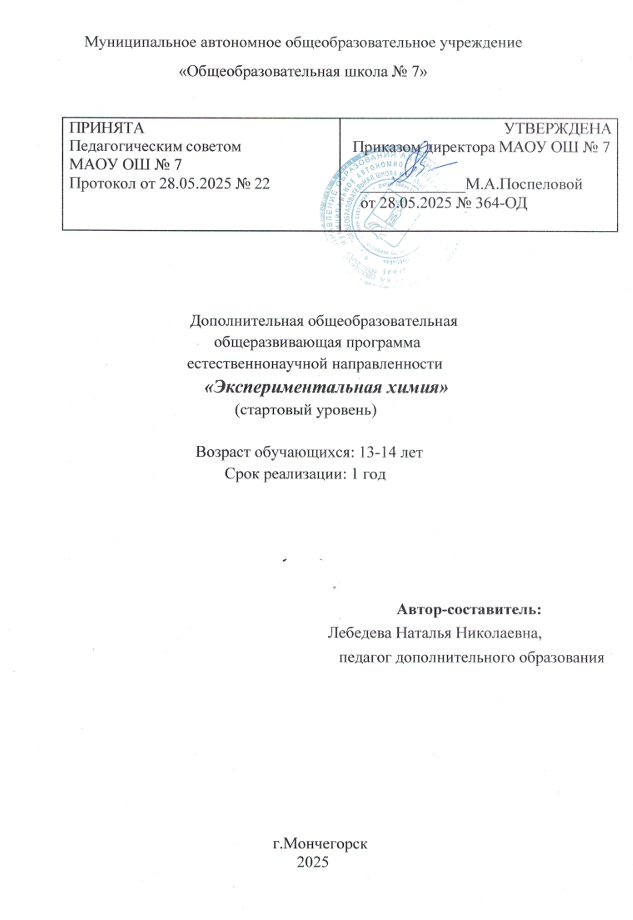 Муниципальное автономное общеобразовательное учреждение
«Общеобразовательная школа № 7»
ПРИНЯТА
Педагогическим советом
МАОУ ОШ № 7
Протокол от 28.05.2025 № 22
УТВЕРЖДЕНА
Приказом директора МАОУ ОШ № 7
_____________М.А.Поспеловой
от 28.05.2025 № 364-ОД
Дополнительная общеобразовательная
общеразвивающая программа
естественнонаучной направленности
«Экспериментальная химия»
(стартовый уровень)
Возраст обучающихся: 13-14 лет
Срок реализации: 1 год
Автор-составитель:
Лебедева Наталья Николаевна,
педагог дополнительного образования
г.Мончегорск
2025